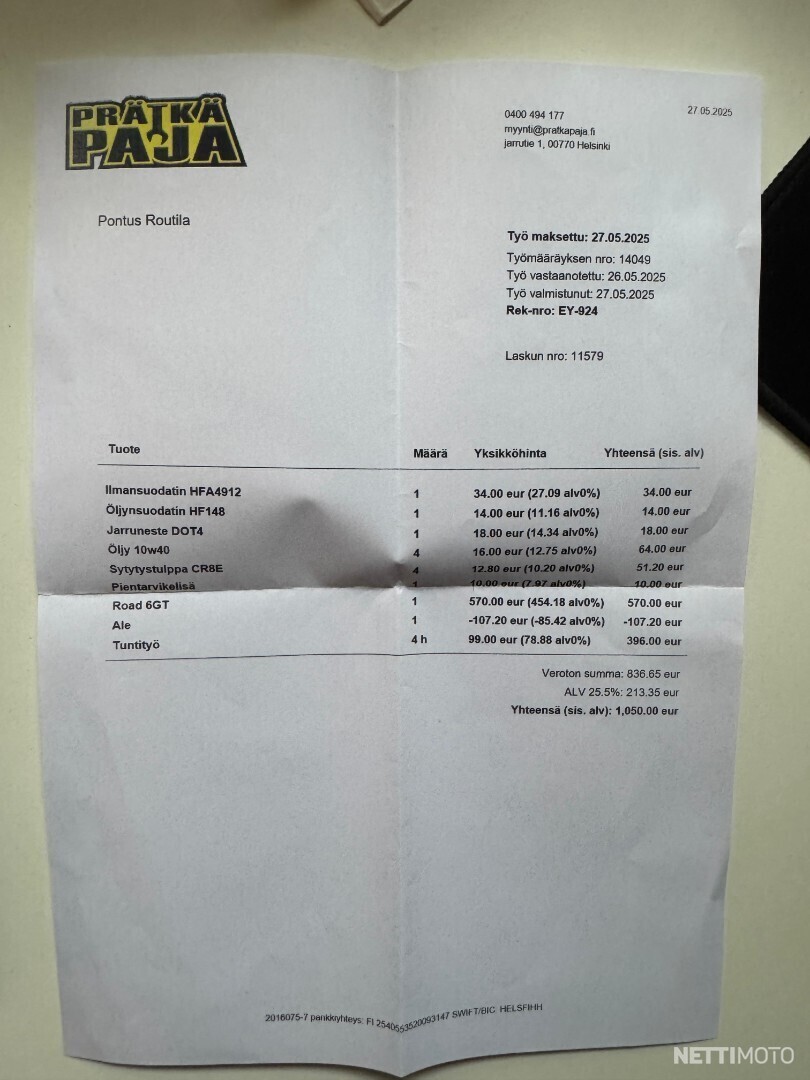 PRÄTKÄ
PAJA
0400 494 177
myynti@pratkapaja.fi
jarrutie 1, 00770 Helsinki
27.05.2025
Pontus Routila
Työ maksettu: 27.05.2025
Työmääräyksen nro: 14049
Työ vastaanotettu: 26.05.2025
Työ valmistunut: 27.05.2025
Rek-nro: EY-924
Laskun nro: 11579
Tuote Määrä Yksikköhinta Yhteensä (sis. alv)
Ilmansuodatin HFA4912 1 34.00 eur (27.09 alv0%) 34.00 eur
Öljynsuodatin HF148 1 14.00 eur (11.16 alv0%) 14.00 eur
Jarruneste DOT4 1 18.00 eur (14.34 alv0%) 18.00 eur
Öljy 10w40 4 16.00 eur (12.75 alv0%) 64.00 eur
Sytytystulppa CR8E 4 12.80 eur (10.20 alv0%) 51.20 eur
Pientarvikelisä 1 10.00 eur (7.97 alv0%) 10.00 eur
Road 6GT 1 570.00 eur (454.18 alv0%) 570.00 eur
Ale 1 -107.20 eur (-85.42 alv0%) -107.20 eur
Tuntityö 4 h 99.00 eur (78.88 alv0%) 396.00 eur
Veroton summa: 836.65 eur
ALV 25.5%: 213.35 eur
Yhteensä (sis. alv): 1,050.00 eur
2016075-7 pankkiyhteys: FI 2540553520093147 SWIFT/BIC: HELSFIHH
NETTIMOTO